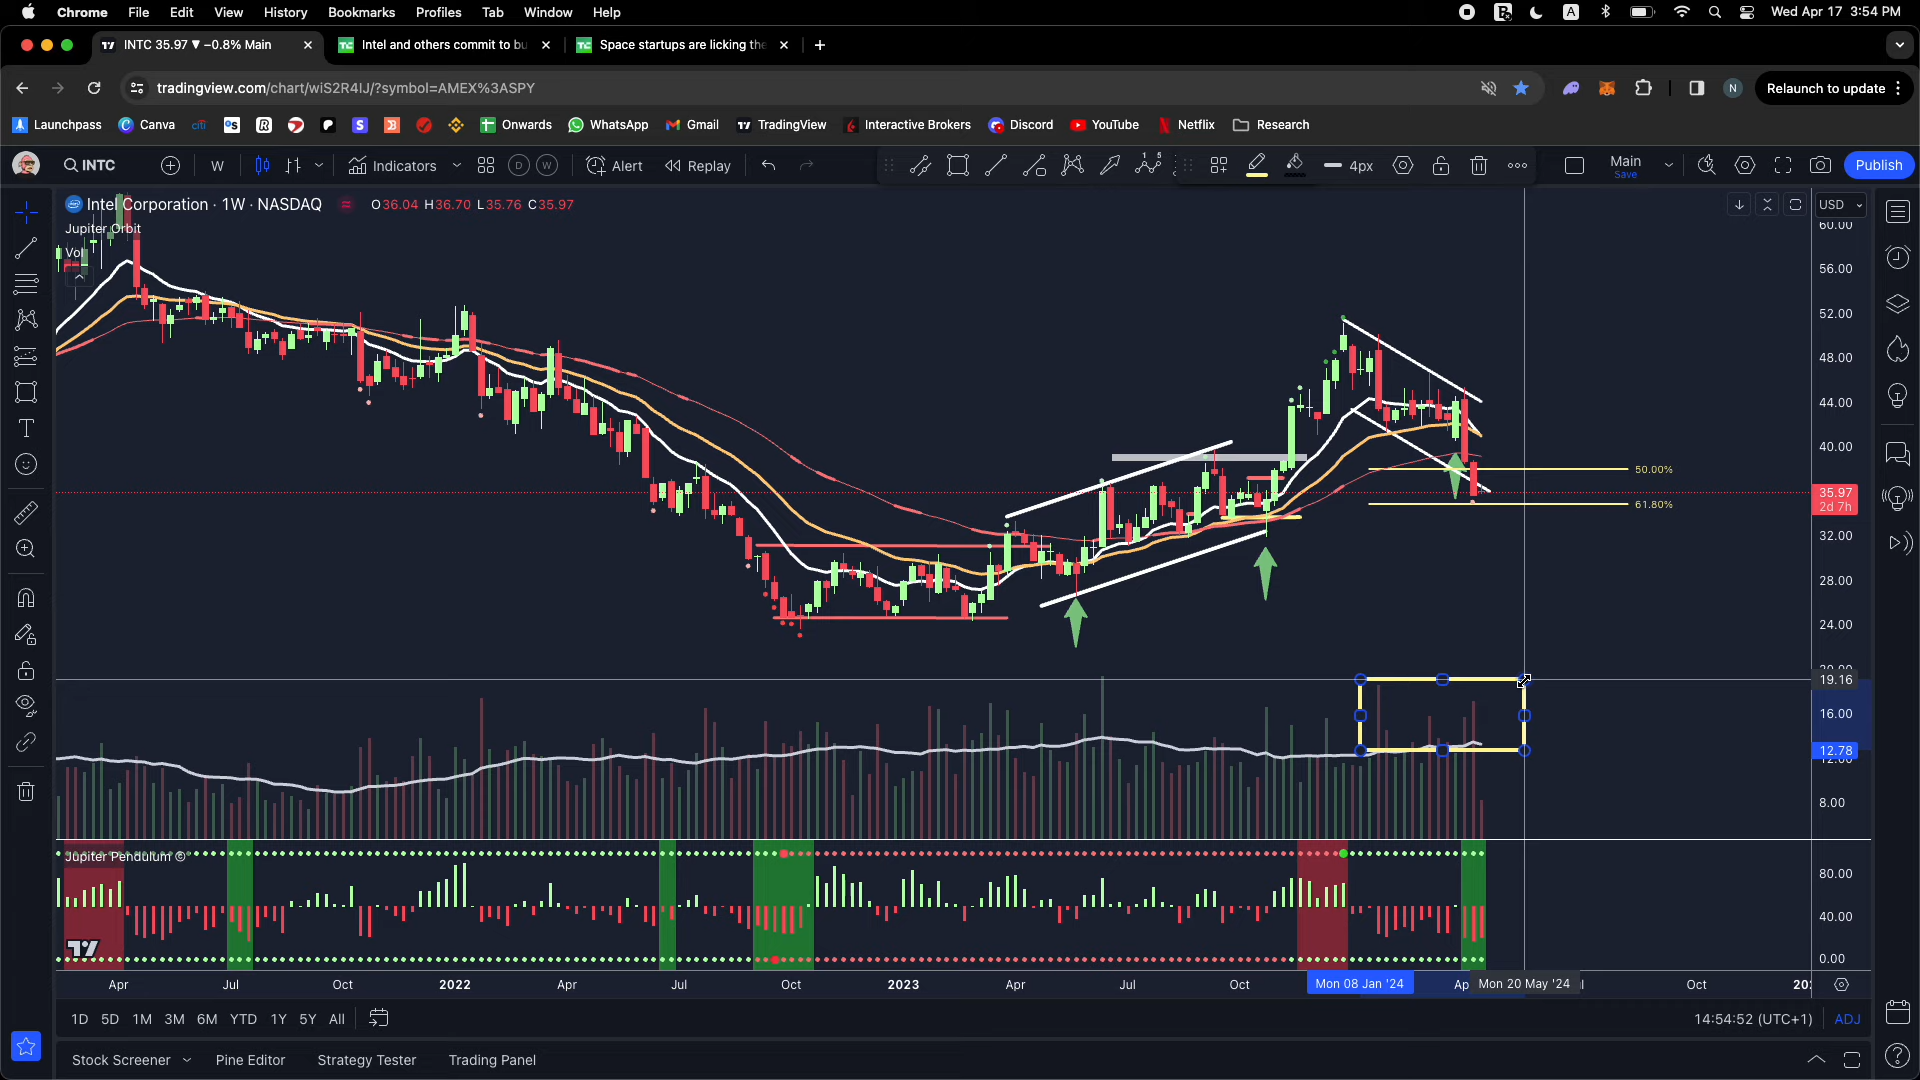 Chrome File Edit View History Bookmarks Profiles Tab Window Help A Wed Apr 17 3:54 PM
INTC 35.97 ▼ −0.8% Main Intel and others commit to bu Space startups are licking the
tradingview.com/chart/wiS2R4IJ/?symbol=AMEX%3ASPY N Relaunch to update
Launchpass Canva citi Onwards WhatsApp Gmail TradingView Interactive Brokers Discord YouTube Netflix Research
INTC W Indicators D W Alert Replay 4px Main Save Publish
Intel Corporation · 1W · NASDAQ O36.04 H36.70 L35.76 C35.97 USD
Jupiter Orbit
Vol
60.00
56.00
52.00
48.00
44.00
40.00
50.00%
35.97
2d 7h
61.80%
32.00
28.00
24.00
20.00
19.16
16.00
12.78
12.00
8.00
Jupiter Pendulum ©
80.00
40.00
0.00
Apr Jul Oct 2022 Apr Jul Oct 2023 Apr Jul Oct Mon 08 Jan '24 Ap Mon 20 May '24 Oct 202
1D 5D 1M 3M 6M YTD 1Y 5Y All 14:54:52 (UTC+1) ADJ
Stock Screener Pine Editor Strategy Tester Trading Panel